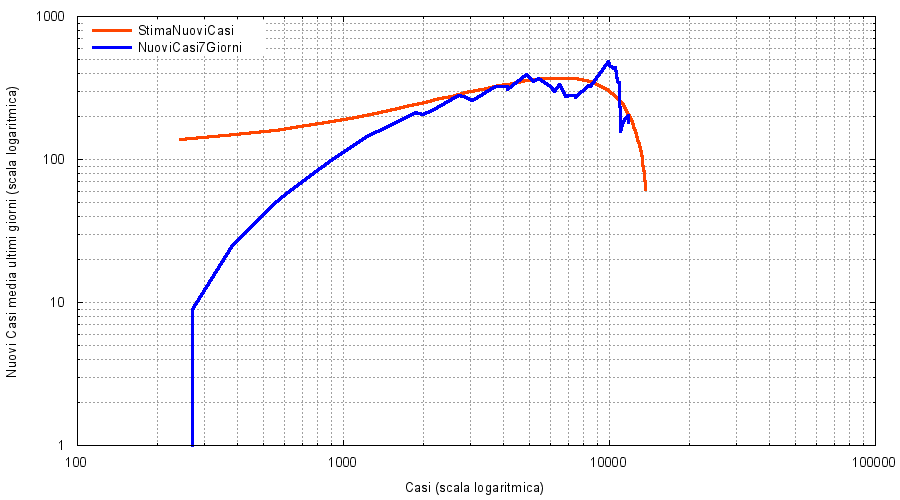 1000
StimaNuoviCasi
NuoviCasi7Giorni
100
10
1
100
1000
10000
100000
Nuovi Casi media ultimi giorni (scala logaritmica)
Casi (scala logaritmica)